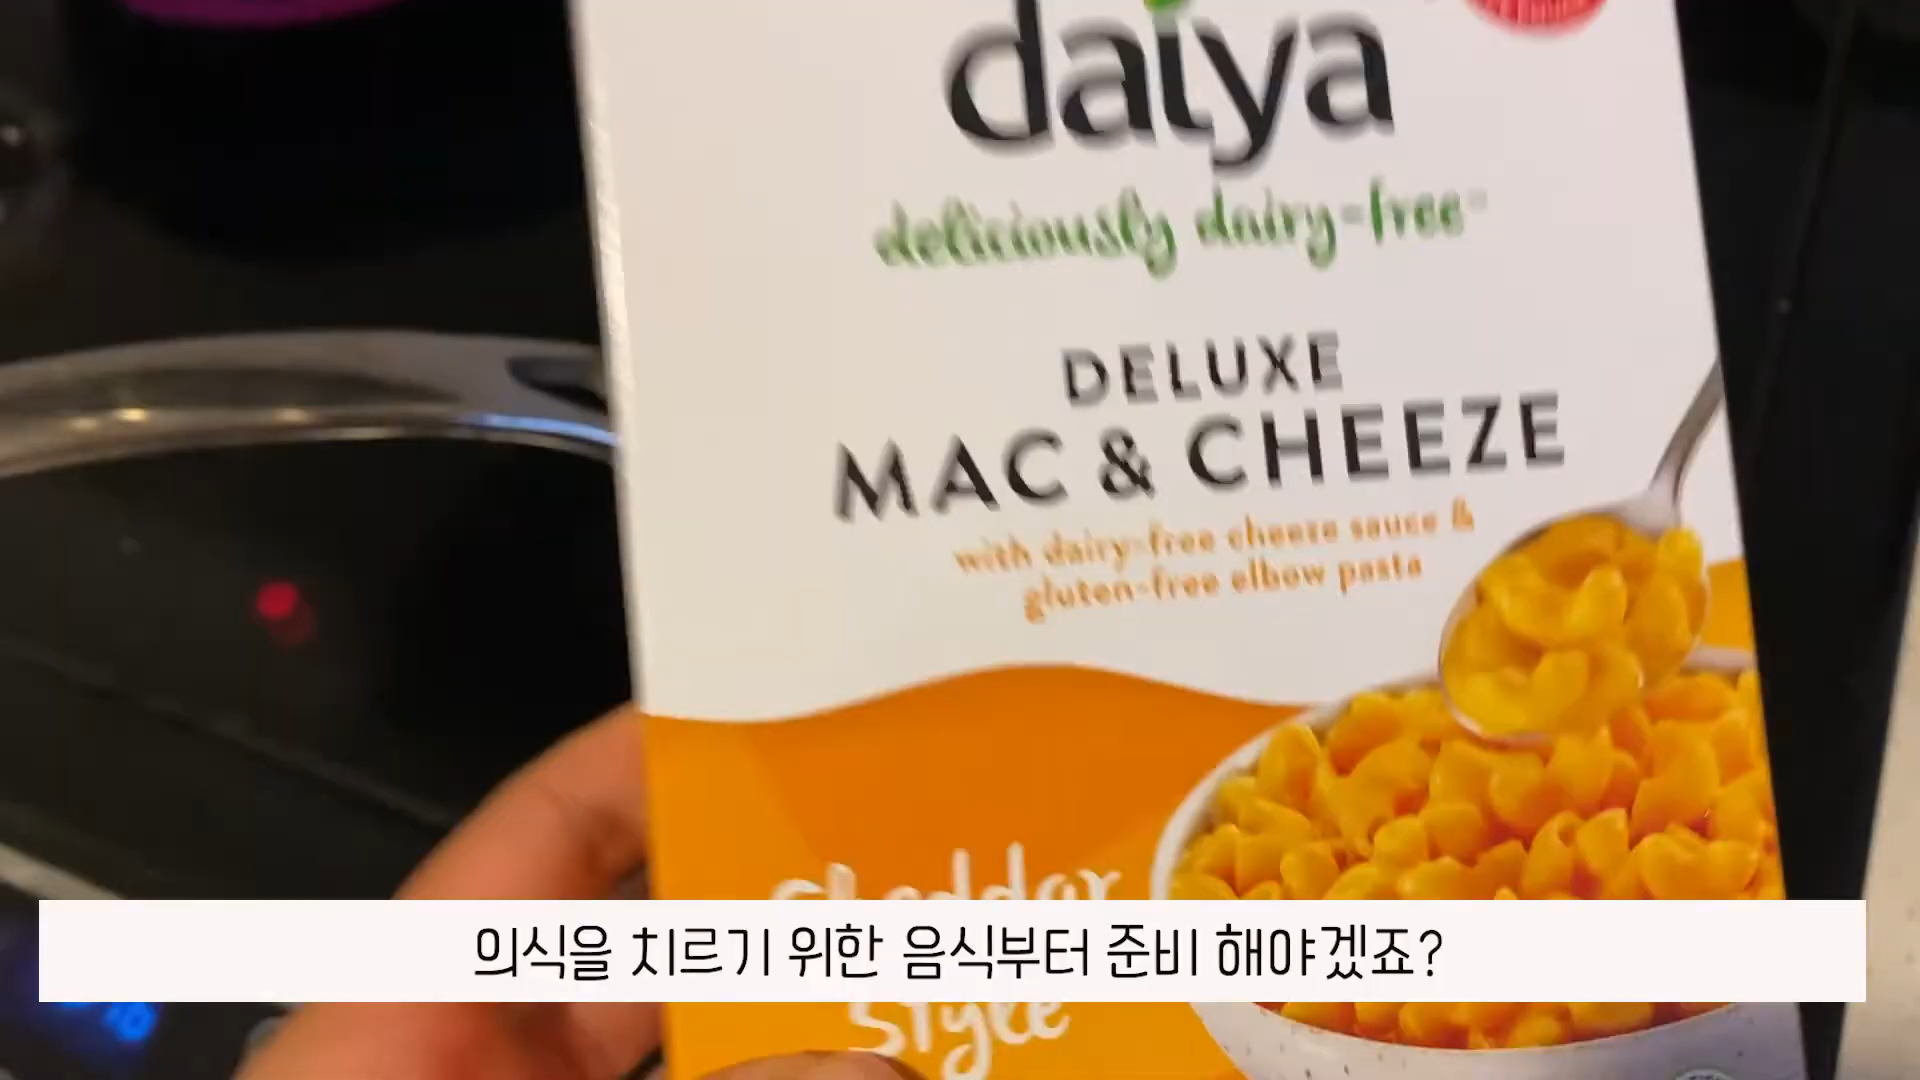 daiya
deliciously dairy-free
DELUXE
MAC & CHEEZE
with dairy-free cheeze sauce &
gluten-free elbow pasta
Cheddar
의식을 치르기 위한 음식부터 준비 해야겠죠?
Style